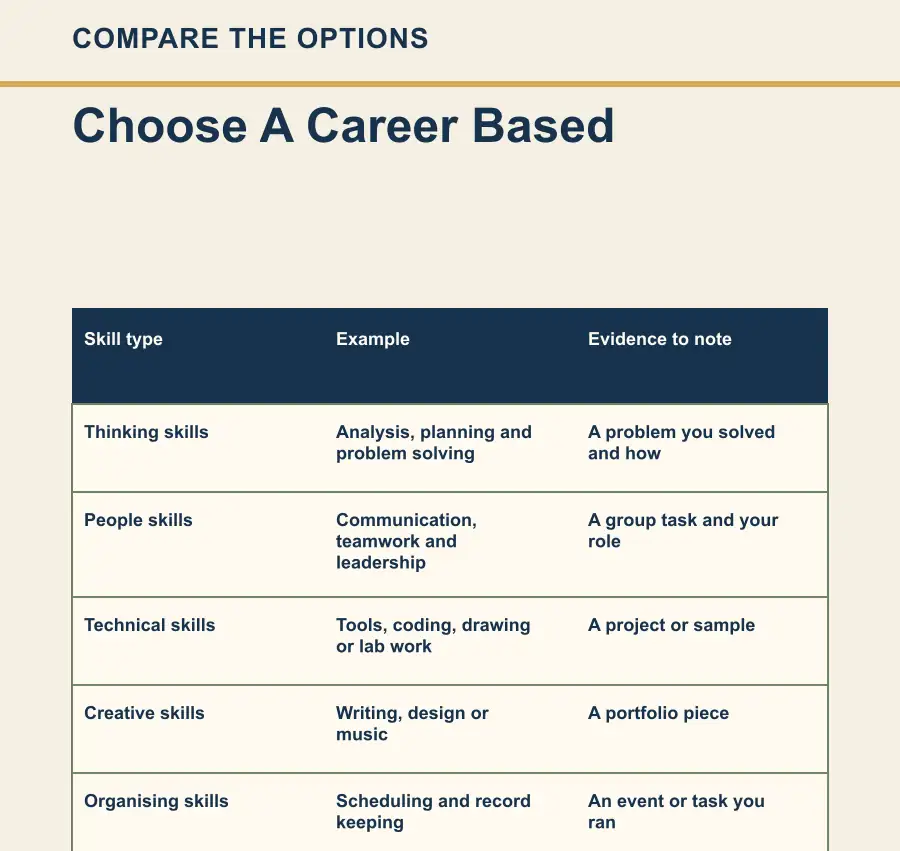 COMPARE THE OPTIONS
Choose A Career Based
Skill type
Example
Evidence to note
Thinking skills
Analysis, planning and
problem solving
A problem you solved
and how
People skills
Communication,
teamwork and
leadership
A group task and your
role
Technical skills
Tools, coding, drawing
or lab work
A project or sample
Creative skills
Writing, design or
music
A portfolio piece
Organising skills
Scheduling and record
keeping
An event or task you
ran